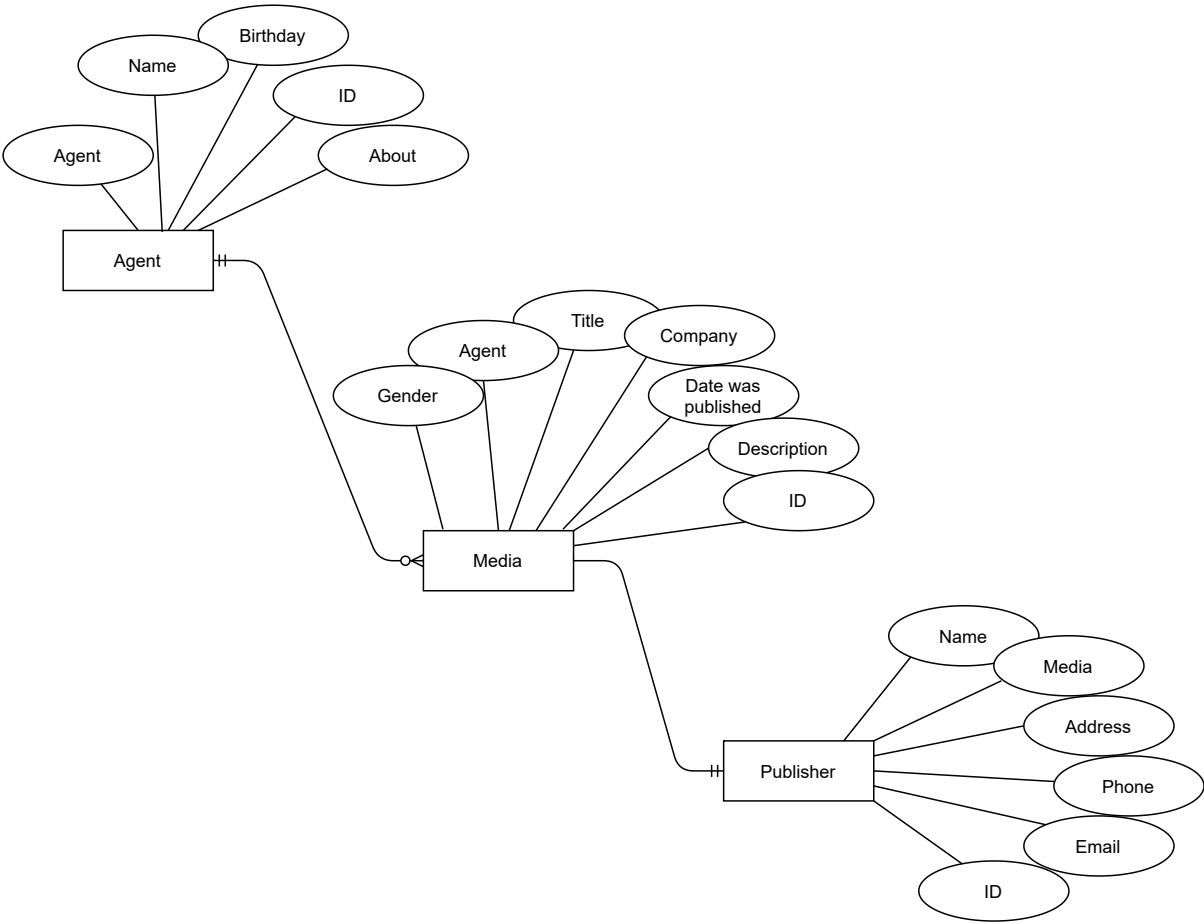 Birthday
Name
ID
Agent
About
Agent
Title
Company
Agent
Gender
Date was
published
Description
ID
Media
Name
Media
Address
Publisher
Phone
Email
ID